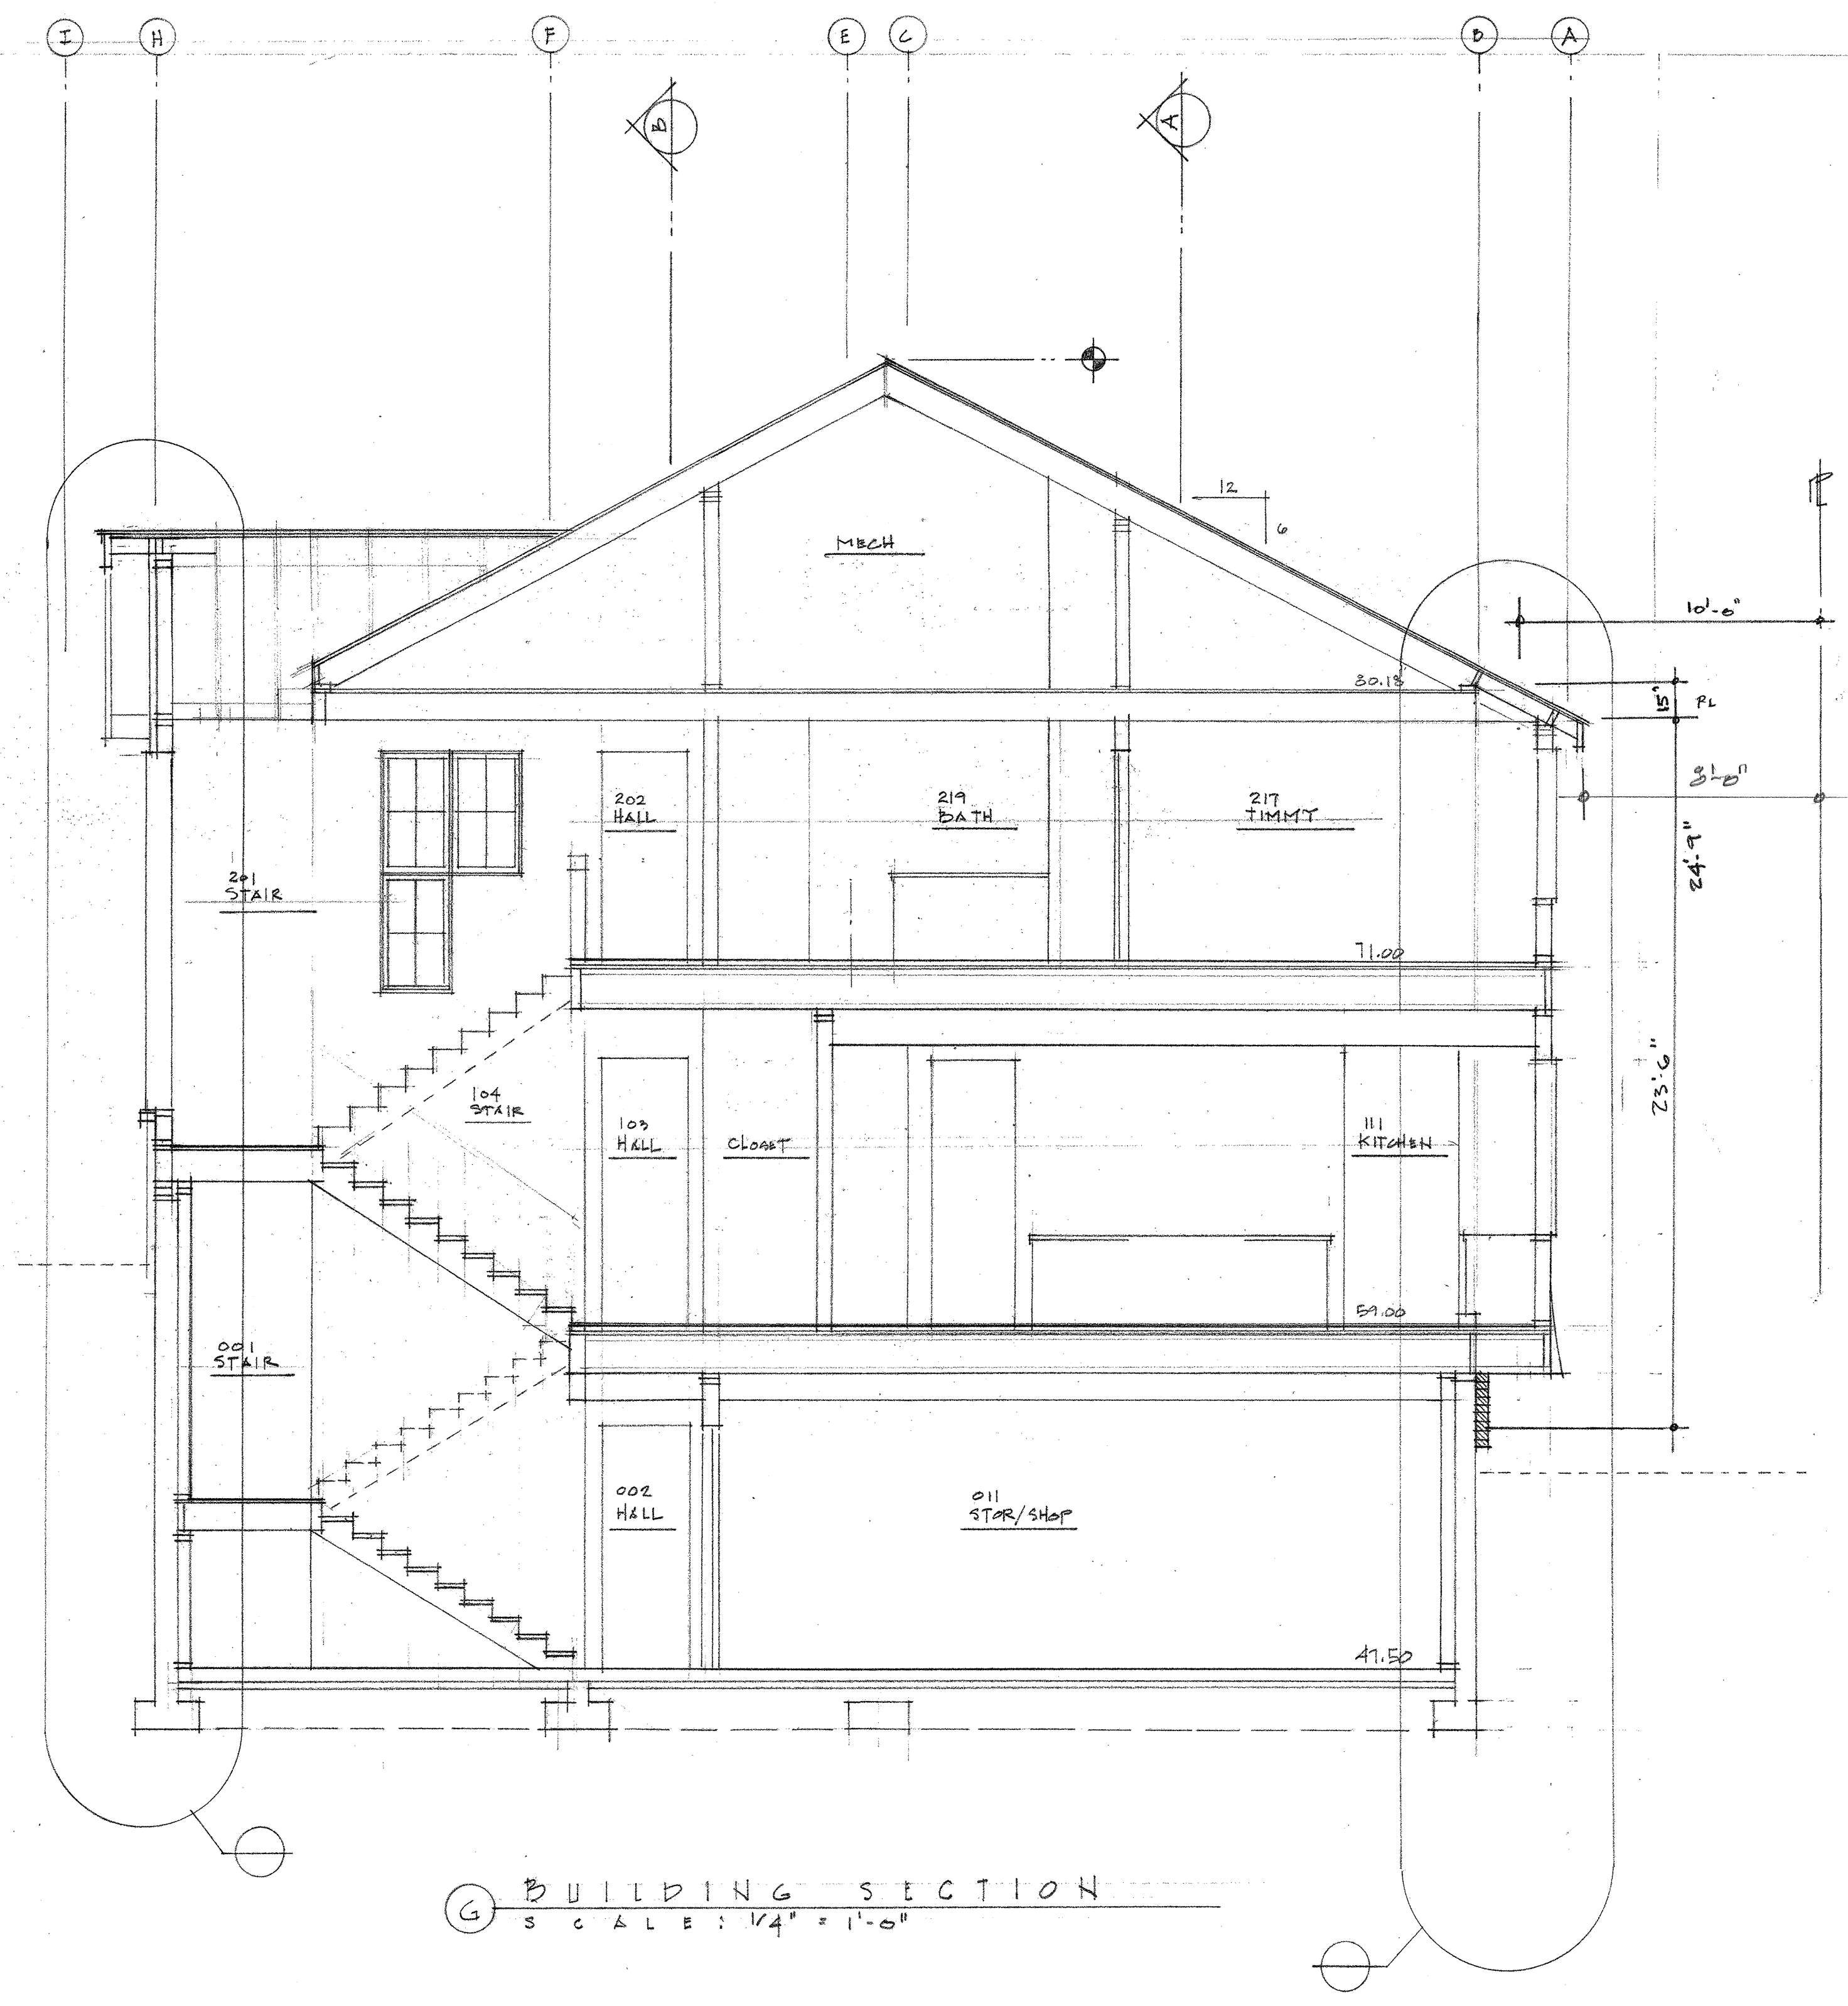 I H F E C B A
B A
12
6
MECH
10'-0"
80.18
15"
PL
8'-0"
202
HALL
219
BATH
217
TIMMY
24'-9"
201
STAIR
71.00
104
STAIR
103
HALL
CLOSET
111
KITCHEN
23'-6"
59.00
001
STAIR
002
HALL
011
STOR/SHOP
47.50
G BUILDING SECTION
SCALE: 1/4" = 1'-0"